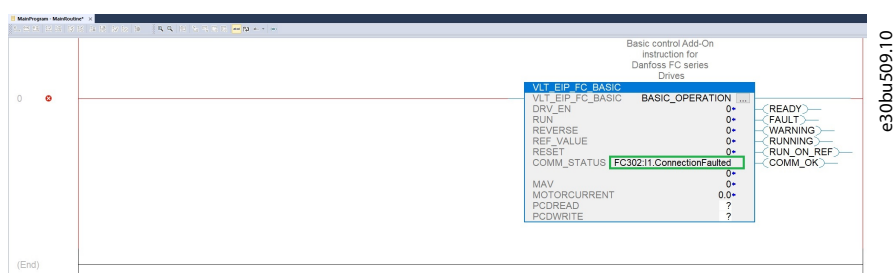 MainProgram - MainRoutine* ×
Basic control Add-On
instruction for
Danfoss FC series
Drives
VLT_EIP_FC_BASIC
0
VLT_EIP_FC_BASIC BASIC_OPERATION ...
DRV_EN 0 READY
RUN 0 FAULT
REVERSE 0 WARNING
REF_VALUE 0 RUNNING
RESET 0 RUN_ON_REF
COMM_STATUS FC302:I1.ConnectionFaulted COMM_OK
0
MAV 0
MOTORCURRENT 0.0
PCDREAD ?
PCDWRITE ?
(End)
e30bu509.10